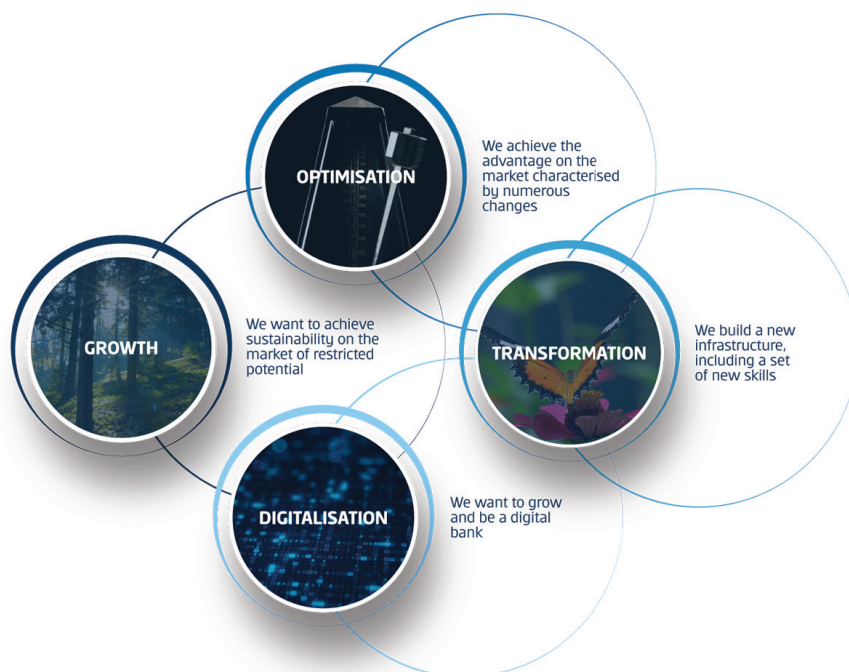 OPTIMISATION
We achieve the
advantage on the
market characterised
by numerous
changes
GROWTH
We want to achieve
sustainability on the
market of restricted
potential
TRANSFORMATION
We build a new
infrastructure,
including a set
of new skills
DIGITALISATION
We want to grow
and be a digital
bank